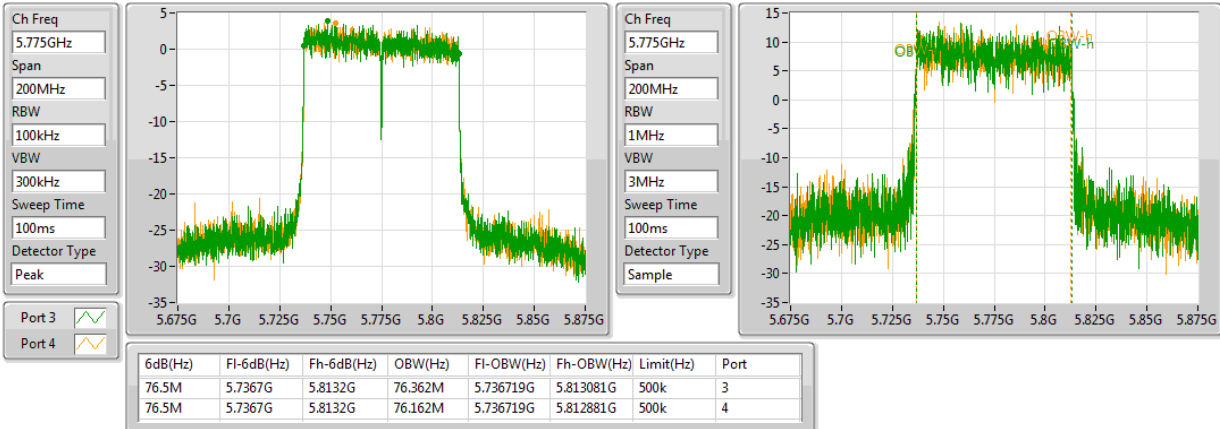 Ch Freq
5.775GHz
Span
200MHz
RBW
100kHz
VBW
300kHz
Sweep Time
100ms
Detector Type
Peak
Port 3
Port 4
5
0
-5
-10
-15
-20
-25
-30
-35
5.675G 5.7G 5.725G 5.75G 5.775G 5.8G 5.825G 5.85G 5.875G
Ch Freq
5.775GHz
Span
200MHz
RBW
1MHz
VBW
3MHz
Sweep Time
100ms
Detector Type
Sample
15
10
5
0
-5
-10
-15
-20
-25
-30
-35
OBW-h
5.675G 5.7G 5.725G 5.75G 5.775G 5.8G 5.825G 5.85G 5.875G
6dB(Hz) Fl-6dB(Hz) Fh-6dB(Hz) OBW(Hz) Fl-OBW(Hz) Fh-OBW(Hz) Limit(Hz) Port
76.5M 5.7367G 5.8132G 76.362M 5.736719G 5.813081G 500k 3
76.5M 5.7367G 5.8132G 76.162M 5.736719G 5.812881G 500k 4